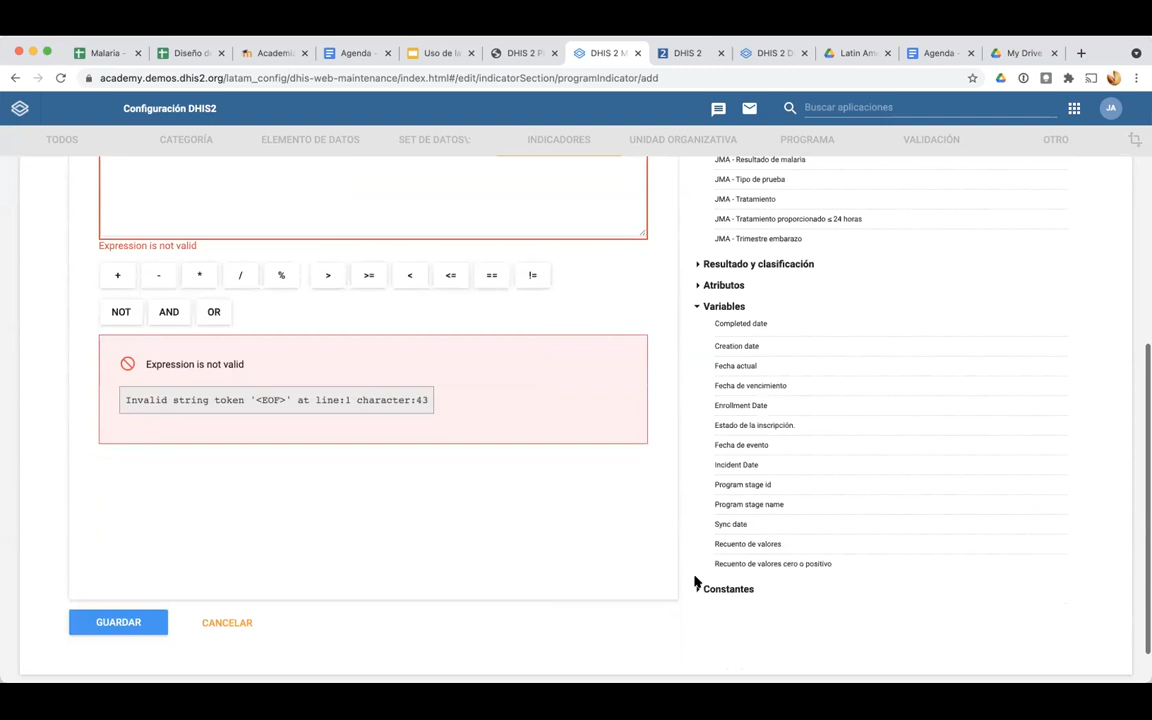 Malaria -
Diseño de
Academi
Agenda -
Uso de la
DHIS 2 P
DHIS 2 M
DHIS 2
DHIS 2 D
Latin Am
Agenda -
My Drive
academy.demos.dhis2.org/latam_config/dhis-web-maintenance/index.html#/edit/indicatorSection/programIndicator/add
Configuración DHIS2
Buscar aplicaciones
JA
TODOS
CATEGORÍA
ELEMENTO DE DATOS
SET DE DATOS\:
INDICADORES
UNIDAD ORGANIZATIVA
PROGRAMA
VALIDACIÓN
OTRO
Expression is not valid
+ - * / % > >= < <= == !=
NOT AND OR
Expression is not valid
Invalid string token '<EOF>' at line:1 character:43
GUARDAR
CANCELAR
JMA - Resultado de malaria
JMA - Tipo de prueba
JMA - Tratamiento
JMA - Tratamiento proporcionado ≤ 24 horas
JMA - Trimestre embarazo
Resultado y clasificación
Atributos
Variables
Completed date
Creation date
Fecha actual
Fecha de vencimiento
Enrollment Date
Estado de la inscripción.
Fecha de evento
Incident Date
Program stage id
Program stage name
Sync date
Recuento de valores
Recuento de valores cero o positivo
Constantes